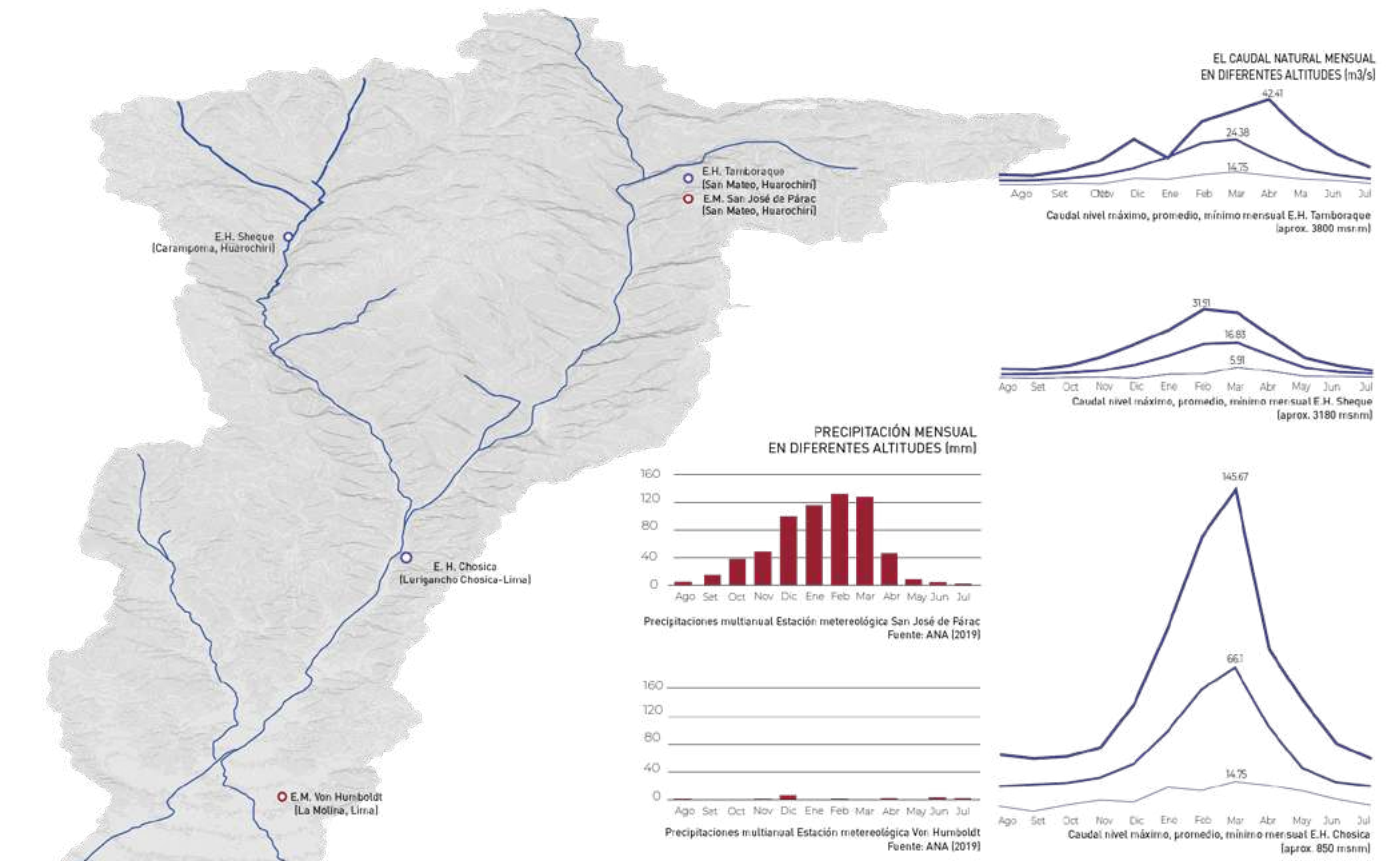 E.H. Tamboraque
(San Mateo, Huarochirí)
E.M. San José de Párac
(San Mateo, Huarochirí)
E.H. Sheque
(Carampoma, Huarochirí)
E. H. Chosica
(Lurigancho Chosica-Lima)
E.M. Von Humboldt
(La Molina, Lima)
PRECIPITACIÓN MENSUAL
EN DIFERENTES ALTITUDES (mm)
160
120
80
40
0
Ago Set Oct Nov Dic Ene Feb Mar Abr May Jun Jul
Precipitaciones multianual Estación metereológica San José de Párac
Fuente: ANA (2019)
160
120
80
40
0
Ago Set Oct Nov Dic Ene Feb Mar Abr May Jun Jul
Precipitaciones multianual Estación metereológica Von Humboldt
Fuente: ANA (2019)
EL CAUDAL NATURAL MENSUAL
EN DIFERENTES ALTITUDES (m3/s)
42.41
24.38
14.75
Ago Set Oct Nov Dic Ene Feb Mar Abr Ma Jun Jul
Caudal nivel máximo, promedio, mínimo mensual E.H. Tamboraque
(aprox. 3800 msnm)
31.91
16.83
5.91
Ago Set Oct Nov Dic Ene Feb Mar Abr May Jun Jul
Caudal nivel máximo, promedio, mínimo mensual E.H. Sheque
(aprox. 3180 msnm)
145.67
66.1
14.75
Ago Set Oct Nov Dic Ene Feb Mar Abr May Jun Jul
Caudal nivel máximo, promedio, mínimo mensual E.H. Chosica
(aprox. 850 msnm)